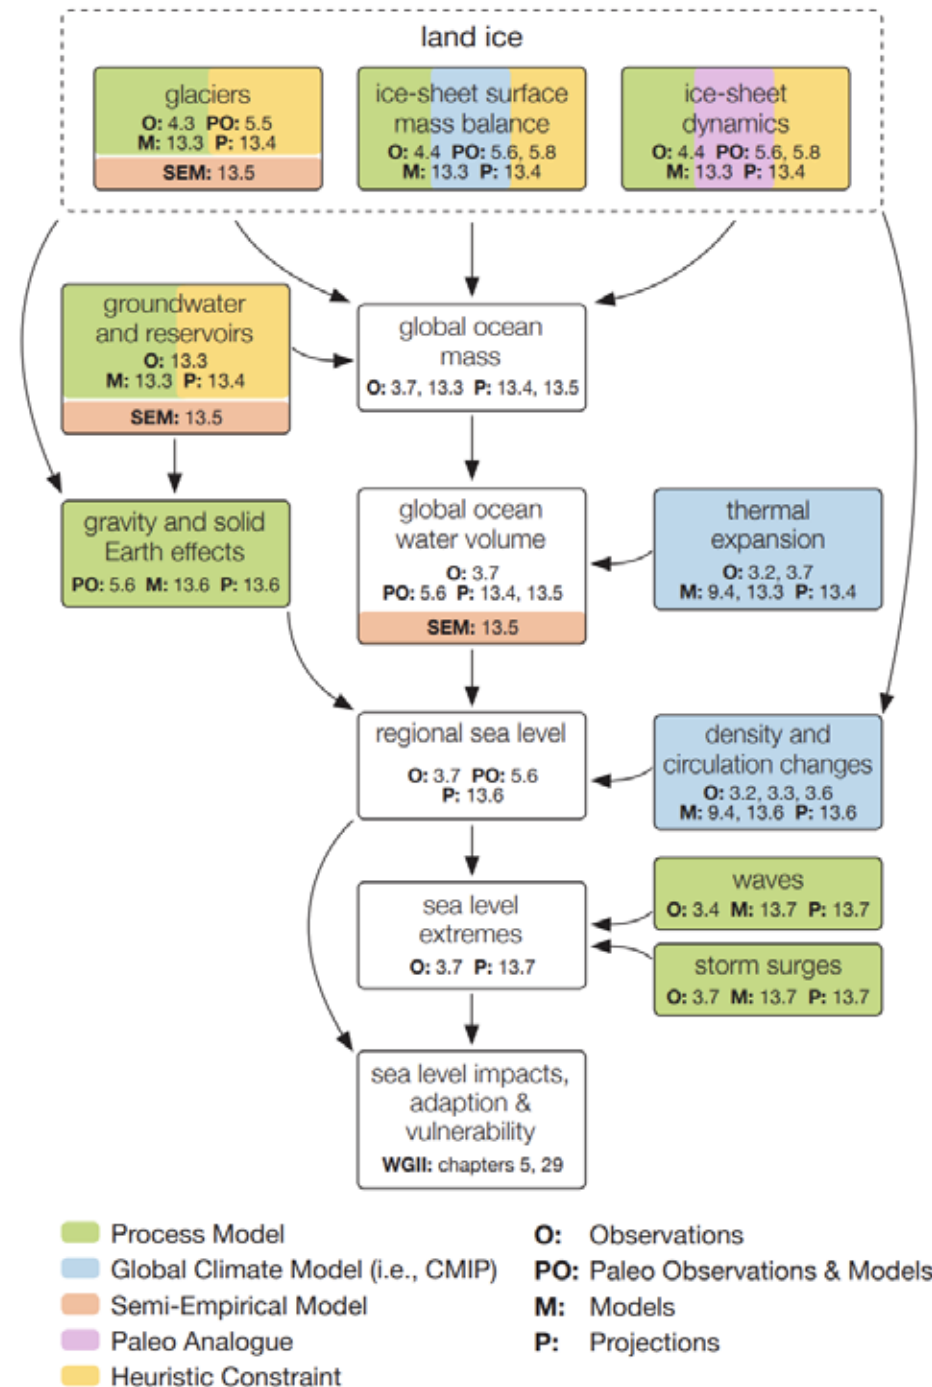 land ice
glaciers
O: 4.3 PO: 5.5
M: 13.3 P: 13.4
SEM: 13.5
ice-sheet surface
mass balance
O: 4.4 PO: 5.6, 5.8
M: 13.3 P: 13.4
ice-sheet
dynamics
O: 4.4 PO: 5.6, 5.8
M: 13.3 P: 13.4
groundwater
and reservoirs
O: 13.3
M: 13.3 P: 13.4
SEM: 13.5
global ocean
mass
O: 3.7, 13.3 P: 13.4, 13.5
gravity and solid
Earth effects
PO: 5.6 M: 13.6 P: 13.6
global ocean
water volume
O: 3.7
PO: 5.6 P: 13.4, 13.5
SEM: 13.5
thermal
expansion
O: 3.2, 3.7
M: 9.4, 13.3 P: 13.4
regional sea level
O: 3.7 PO: 5.6
P: 13.6
density and
circulation changes
O: 3.2, 3.3, 3.6
M: 9.4, 13.6 P: 13.6
sea level
extremes
O: 3.7 P: 13.7
waves
O: 3.4 M: 13.7 P: 13.7
storm surges
O: 3.7 M: 13.7 P: 13.7
sea level impacts,
adaption &
vulnerability
WGII: chapters 5, 29
Process Model
Global Climate Model (i.e., CMIP)
Semi-Empirical Model
Paleo Analogue
Heuristic Constraint
O: Observations
PO: Paleo Observations & Models
M: Models
P: Projections